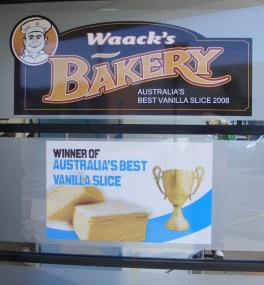 Waack's
BAKERY
AUSTRALIA'S
BEST VANILLA SLICE 2008
WINNER OF
AUSTRALIA'S BEST
VANILLA SLICE